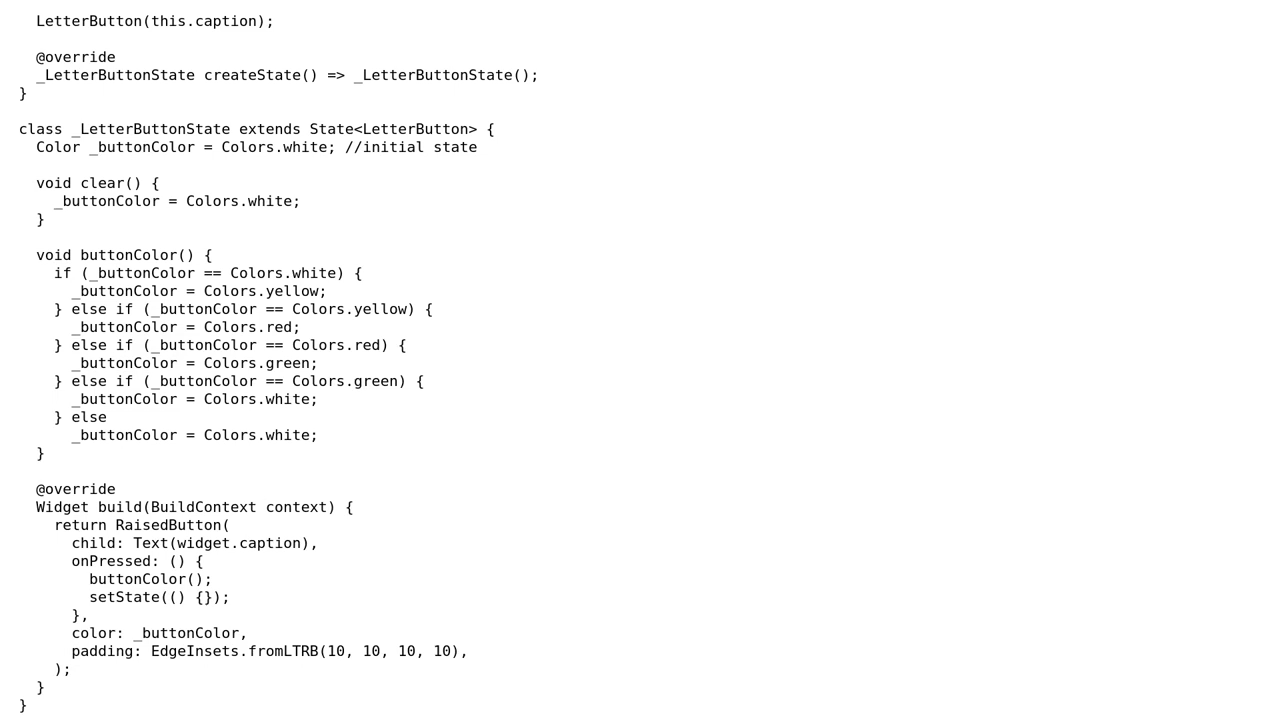 LetterButton(this.caption);

  @override
  _LetterButtonState createState() => _LetterButtonState();
}

class _LetterButtonState extends State<LetterButton> {
  Color _buttonColor = Colors.white; //initial state

  void clear() {
    _buttonColor = Colors.white;
  }

  void buttonColor() {
    if (_buttonColor == Colors.white) {
      _buttonColor = Colors.yellow;
    } else if (_buttonColor == Colors.yellow) {
      _buttonColor = Colors.red;
    } else if (_buttonColor == Colors.red) {
      _buttonColor = Colors.green;
    } else if (_buttonColor == Colors.green) {
      _buttonColor = Colors.white;
    } else
      _buttonColor = Colors.white;
  }

  @override
  Widget build(BuildContext context) {
    return RaisedButton(
      child: Text(widget.caption),
      onPressed: () {
        buttonColor();
        setState(() {});
      },
      color: _buttonColor,
      padding: EdgeInsets.fromLTRB(10, 10, 10, 10),
    );
  }
}